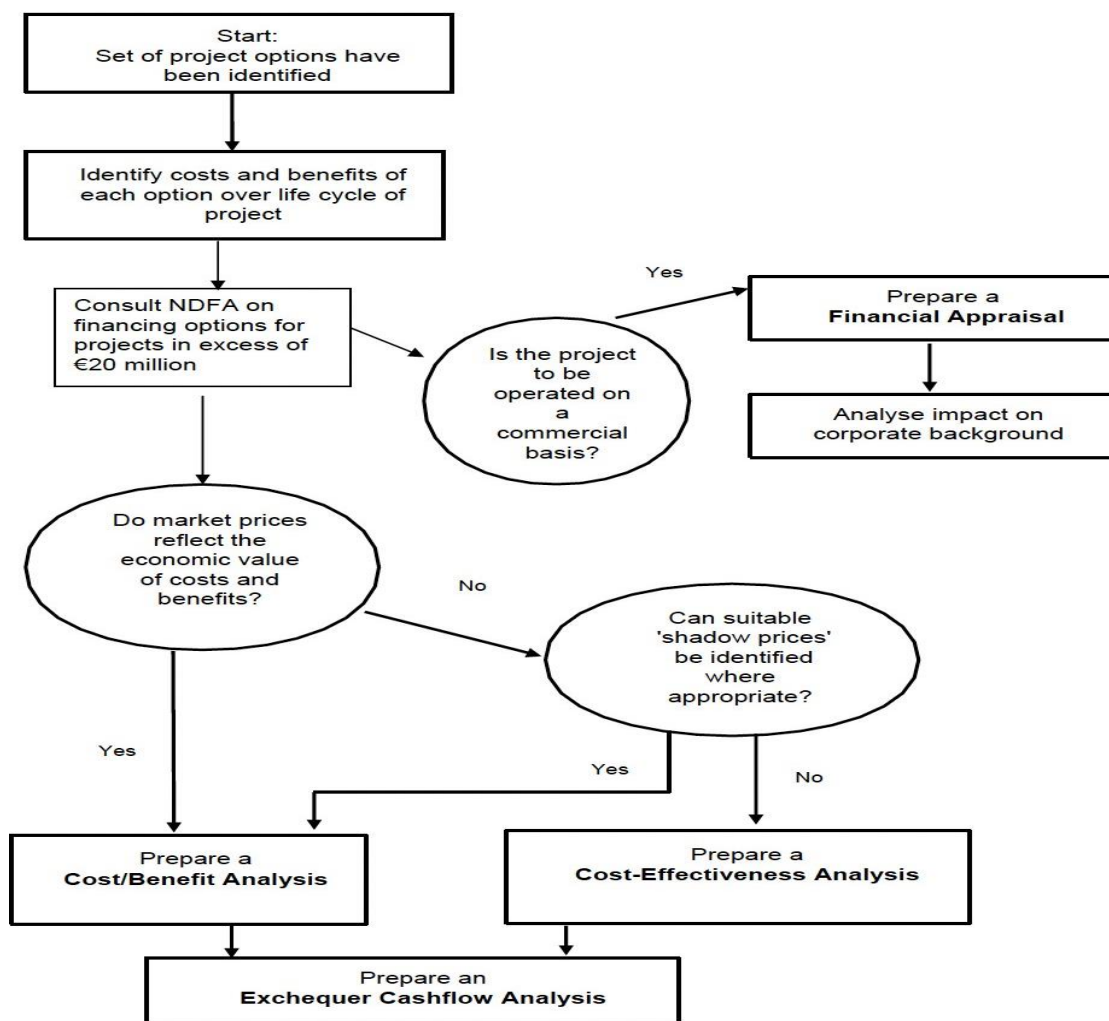 Start:
Set of project options have
been identified
Identify costs and benefits of
each option over life cycle of
project
Consult NDFA on
financing options for
projects in excess of
€20 million
Yes
Is the project
to be
operated on
a
commercial
basis?
Prepare a
Financial Appraisal
Analyse impact on
corporate background
Do market prices
reflect the
economic value
of costs and
benefits?
No
Can suitable
'shadow prices'
be identified
where
appropriate?
Yes
Yes
No
Prepare a
Cost/Benefit Analysis
Prepare a
Cost-Effectiveness Analysis
Prepare an
Exchequer Cashflow Analysis